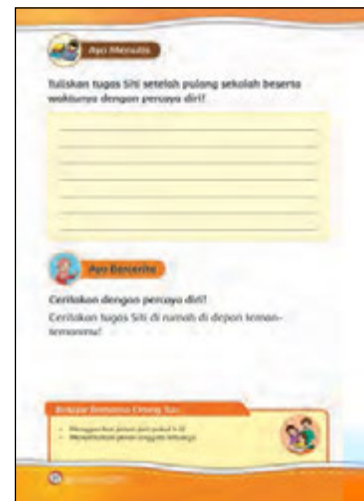 Ayo Menulis
Tuliskan tugas Siti setelah pulang sekolah beserta
waktunya dengan percaya diri!
Ayo Bercerita
Ceritakan dengan percaya diri!
Ceritakan tugas Siti di rumah di depan teman-
temanmu!
Belajar Bersama Orang Tua